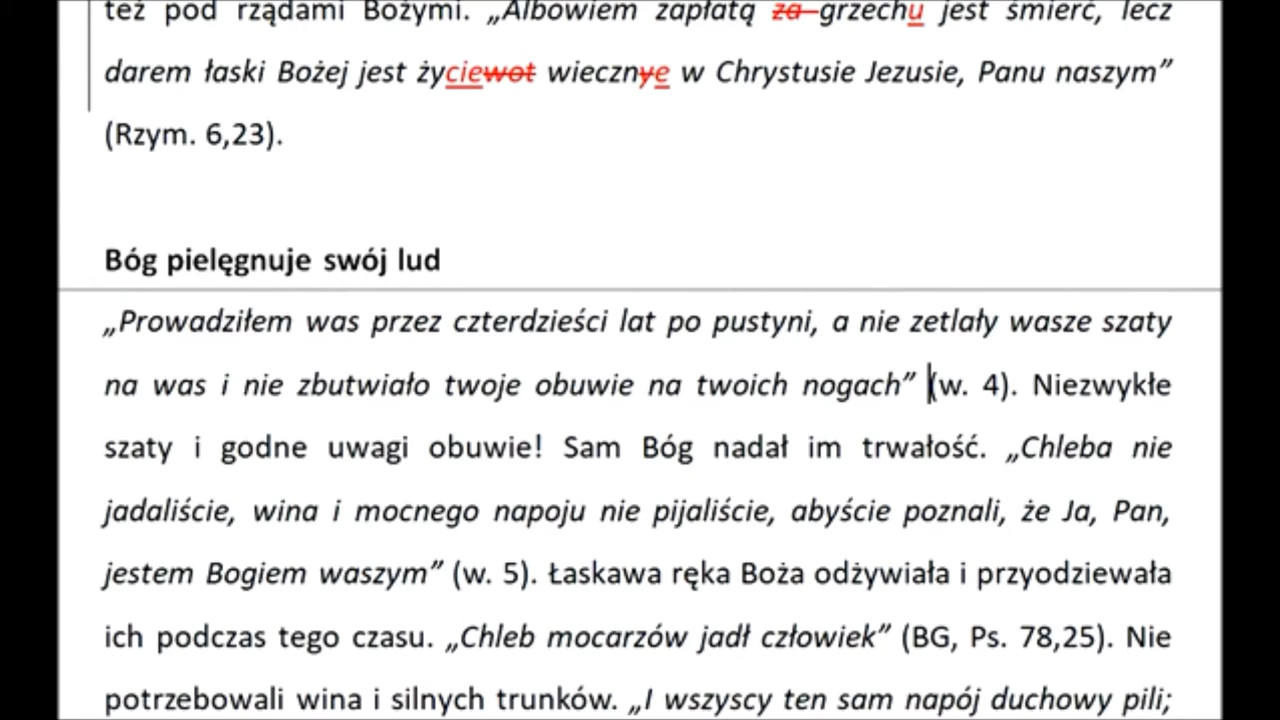 też pod rządami Bożymi. „Albowiem zapłatą za grzechu jest śmierć, lecz
darem łaski Bożej jest życiewot wiecznye w Chrystusie Jezusie, Panu naszym”
(Rzym. 6,23).
Bóg pielęgnuje swój lud
„Prowadziłem was przez czterdzieści lat po pustyni, a nie zetlały wasze szaty
na was i nie zbutwiało twoje obuwie na twoich nogach” (w. 4). Niezwykłe
szaty i godne uwagi obuwie! Sam Bóg nadał im trwałość. „Chleba nie
jadaliście, wina i mocnego napoju nie pijaliście, abyście poznali, że Ja, Pan,
jestem Bogiem waszym” (w. 5). Łaskawa ręka Boża odżywiała i przyodziewała
ich podczas tego czasu. „Chleb mocarzów jadł człowiek” (BG, Ps. 78,25). Nie
potrzebowali wina i silnych trunków. „I wszyscy ten sam napój duchowy pili;